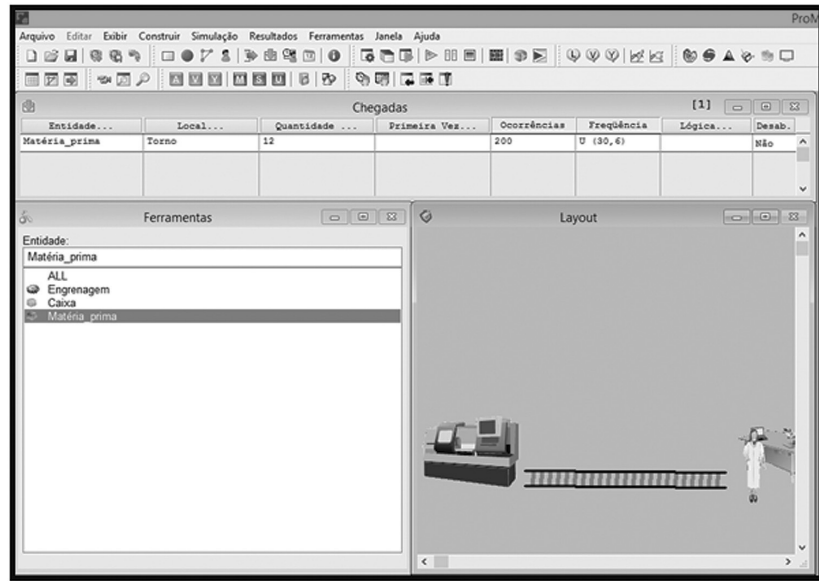 ProM
Arquivo Editar Exibir Construir Simulação Resultados Ferramentas Janela Ajuda
Chegadas [1]
Entidade... Local... Quantidade ... Primeira Vez... Ocorrências Freqüência Lógica... Desab.
Matéria_prima Torno 12 200 U (30,6) Não
Ferramentas
Entidade:
Matéria_prima
ALL
Engrenagem
Caixa
Matéria_prima
Layout